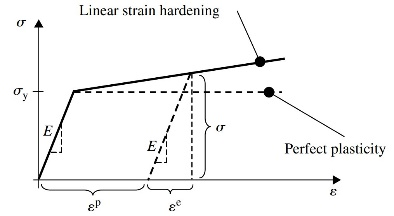 Linear strain hardening
σ
σy
E
E
σ
Perfect plasticity
εp
εe
ε